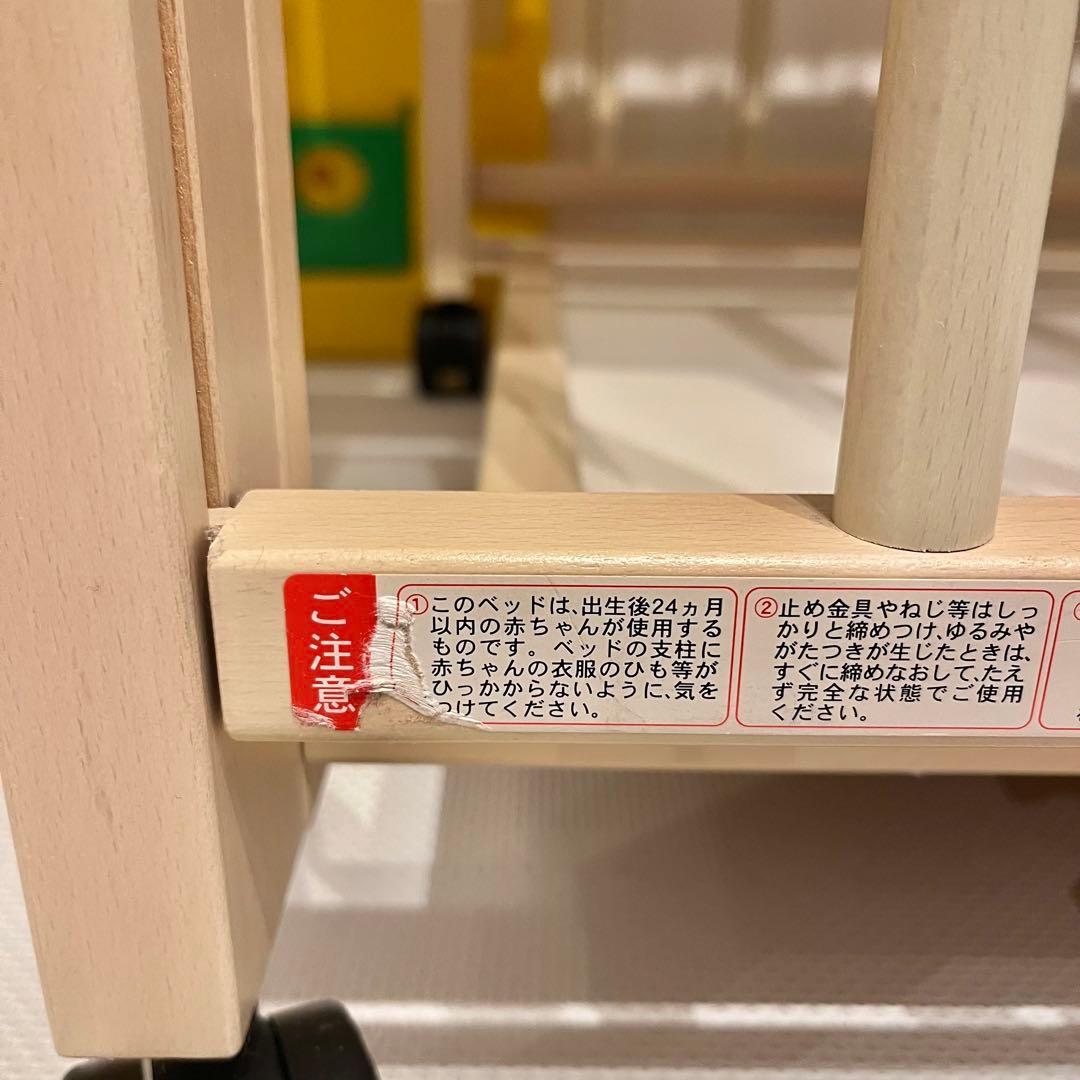 ご注意
①このベッドは、出生後24ヵ月
以内の赤ちゃんが使用する
ものです。ベッドの支柱に
赤ちゃんの衣服のひも等が
ひっかからないように、気を
つけてください。
②止め金具やねじ等はしっ
かりと締めつけ、ゆるみや
がたつきが生じたときは、
すぐに締めなおして、たえ
ず完全な状態でご使用
ください。